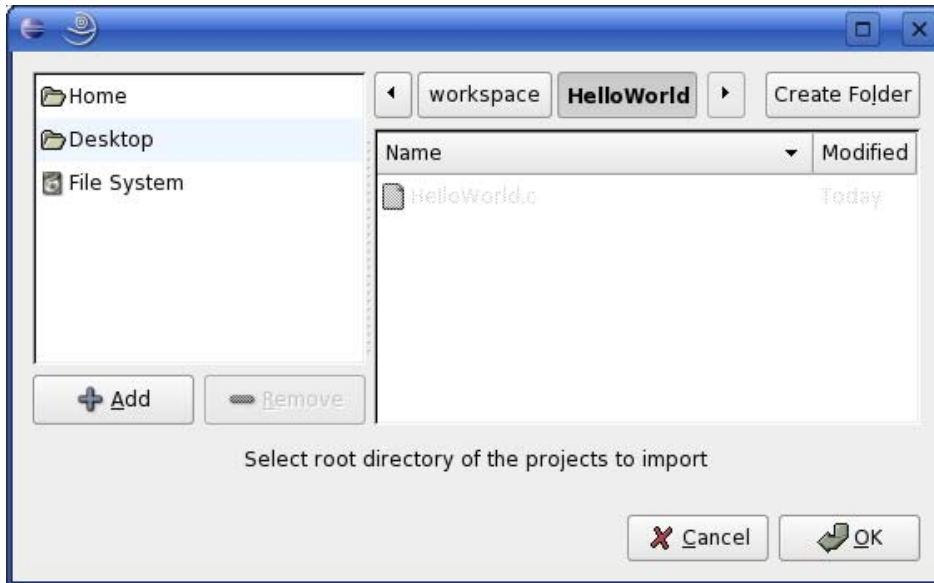 Home
Desktop
File System
Add
Remove
workspace
HelloWorld
Create Folder
Name
Modified
HelloWorld.c
Today
Select root directory of the projects to import
Cancel
OK